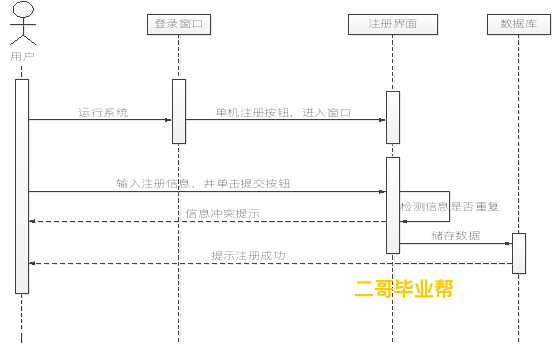 登录窗口
注册界面
数据库
用户
运行系统
单机注册按钮，进入窗口
输入注册信息，并单击提交按钮
检测信息是否重复
信息冲突提示
储存数据
提示注册成功
二哥毕业帮